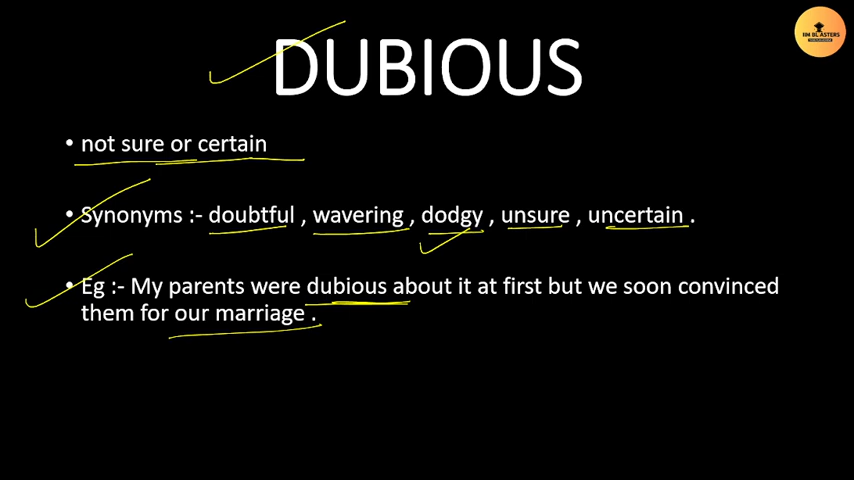 IIM BLASTERS
DUBIOUS
• not sure or certain
• Synonyms :- doubtful , wavering , dodgy , unsure , uncertain .
• Eg :- My parents were dubious about it at first but we soon convinced
them for our marriage .